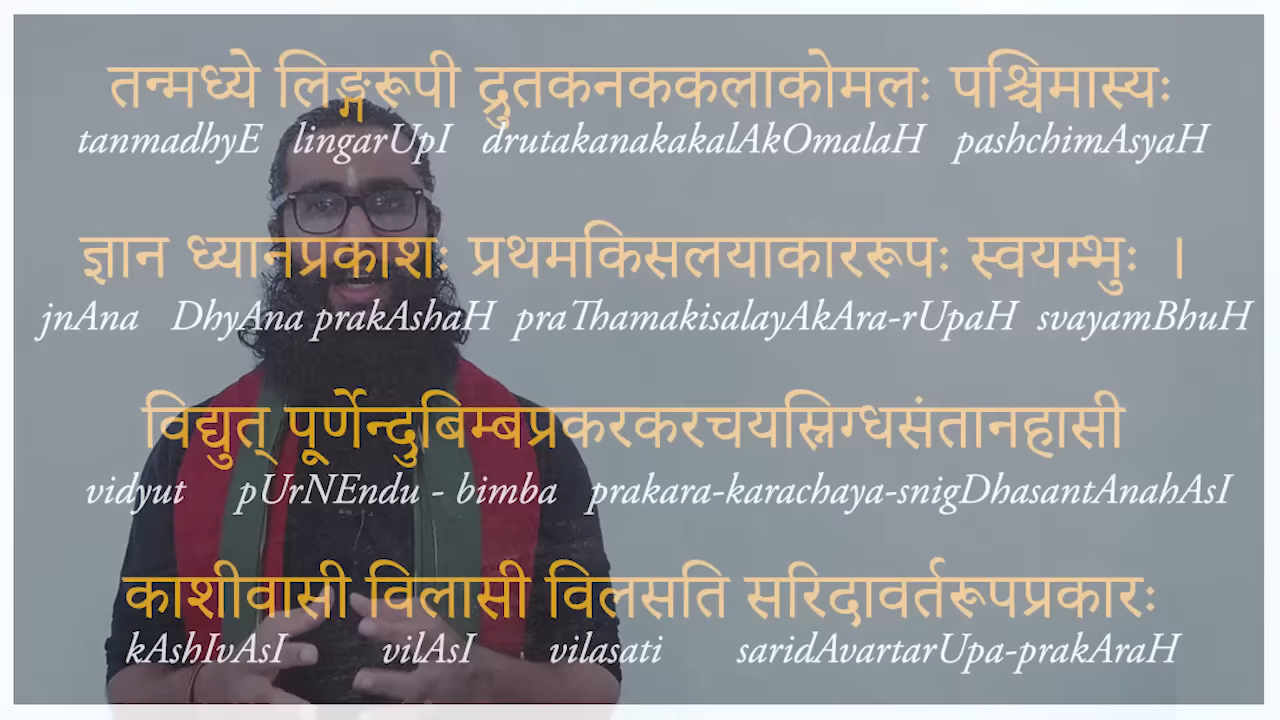 तन्मध्ये लिङ्गरूपी द्रुतकनककलाकोमलः पश्चिमास्यः
tanmadhyE lingarUpI drutakanakakalAkOmalaH pashchimAsyaH
ज्ञान ध्यानप्रकाशः प्रथमकिसलयाकाररूपः स्वयम्भुः ।
jnAna DhyAna prakAshaH praThamakisalayAkAra-rUpaH svayamBhuH
विद्युत् पूर्णेन्दुबिम्बप्रकरकरचयस्निग्धसंतानहासी
vidyut pUrNEndu - bimba prakara-karachaya-snigDhasantAnahAsI
काशीवासी विलासी विलसति सरिदावर्तरूपप्रकारः
kAshIvAsI vilAsI vilasati saridAvartarUpa-prakAraH